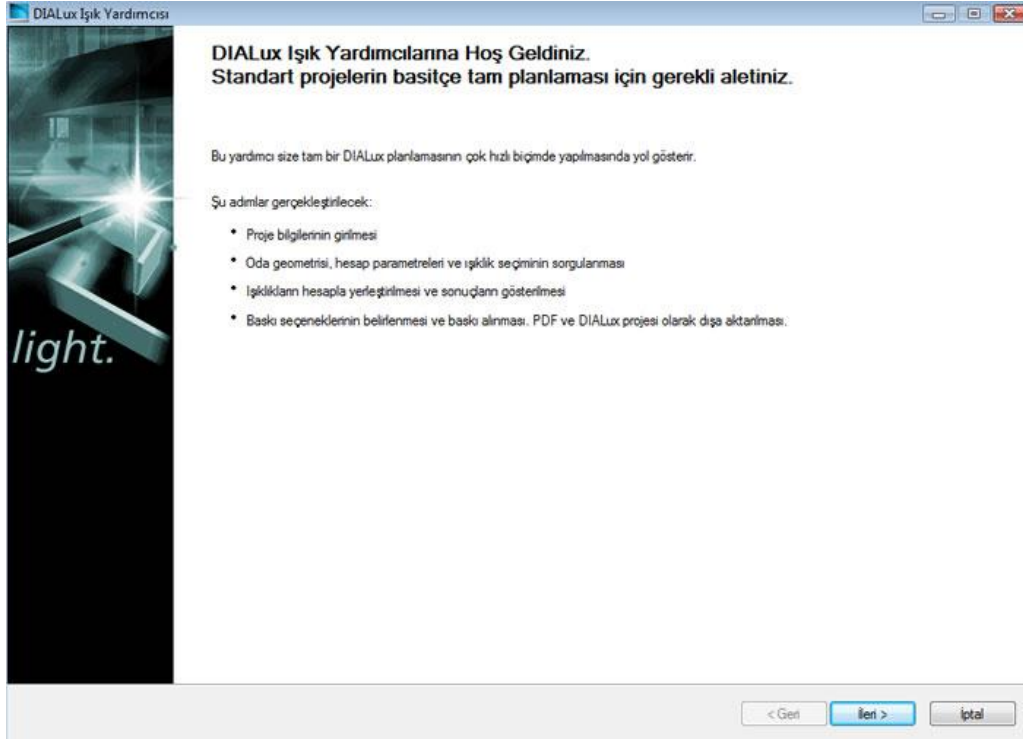 DIALux Işık Yardımcısı
DIALux Işık Yardımcılarına Hoş Geldiniz.
Standart projelerin basitçe tam planlaması için gerekli aletiniz.
Bu yardımcı size tam bir DIALux planlamasının çok hızlı biçimde yapılmasında yol gösterir.
Şu adımlar gerçekleştirilecek:
• Proje bilgilerinin girilmesi
• Oda geometrisi, hesap parametreleri ve ışıklık seçiminin sorgulanması
• Işıklıkların hesapla yerleştirilmesi ve sonuçların gösterilmesi
• Baskı seçeneklerinin belirlenmesi ve baskı alınması. PDF ve DIALux projesi olarak dışa aktarılması.
light.
< Geri İleri > İptal